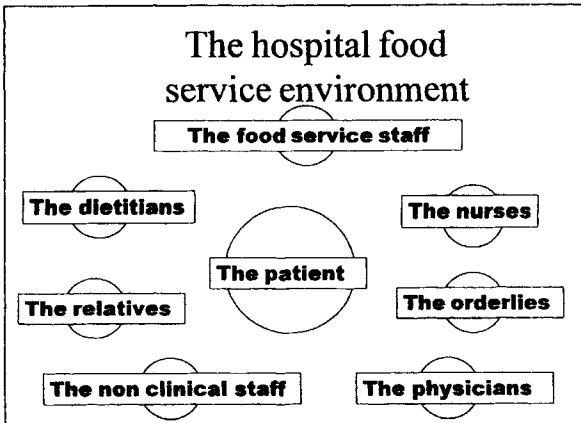 The hospital food
service environment
The food service staff
The dietitians
The nurses
The patient
The relatives
The orderlies
The non clinical staff
The physicians